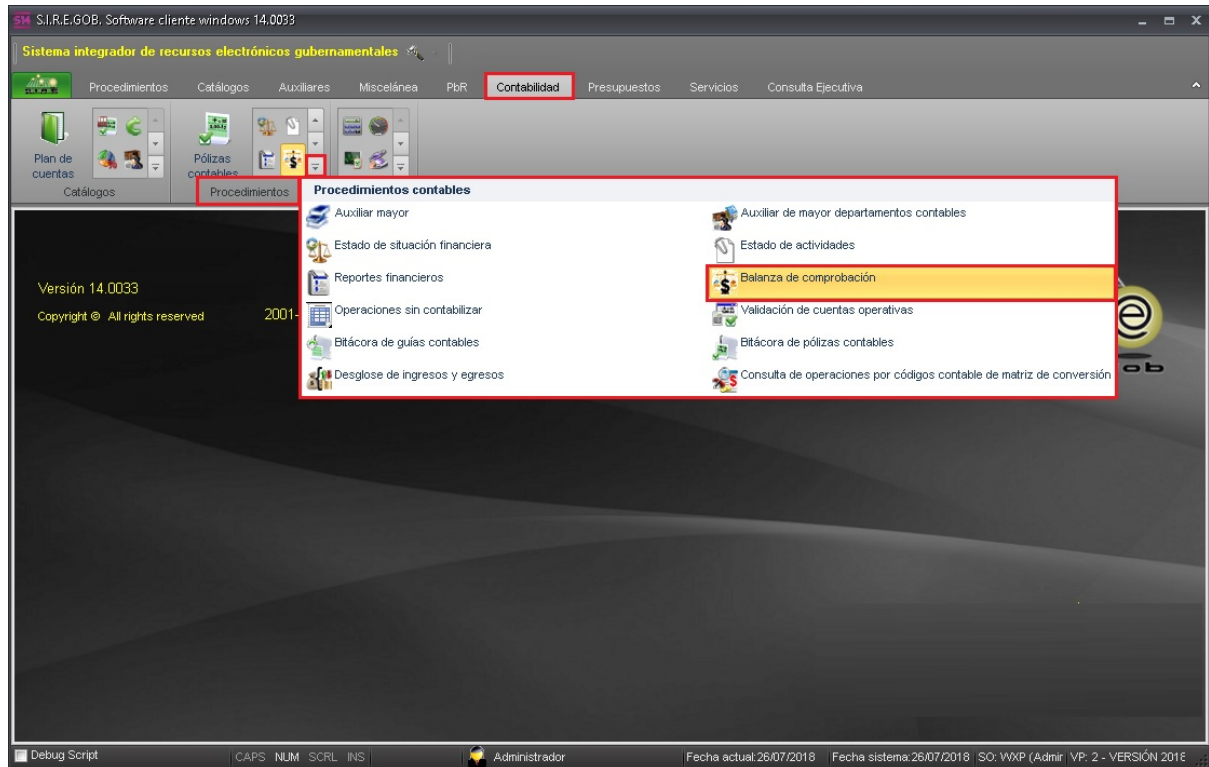 S14 S.I.R.E.GOB. Software cliente windows 14.0033
Sistema integrador de recursos electrónicos gubernamentales
Procedimientos Catálogos Auxiliares Miscelánea PbR Contabilidad Presupuestos Servicios Consulta Ejecutiva
Plan de cuentas
Pólizas contables
Catálogos
Procedimientos
Procedimientos contables
Auxiliar mayor
Auxiliar de mayor departamentos contables
Estado de situación financiera
Estado de actividades
Reportes financieros
Balanza de comprobación
Operaciones sin contabilizar
Validación de cuentas operativas
Bitácora de guías contables
Bitácora de pólizas contables
Desglose de ingresos y egresos
Consulta de operaciones por códigos contable de matriz de conversión
Versión 14.0033
Copyright © All rights reserved 2001-
e
ob
Debug Script CAPS NUM SCRL INS Administrador Fecha actual:26/07/2018 Fecha sistema:26/07/2018 SO: WXP (Admir VP: 2 - VERSIÓN 2018